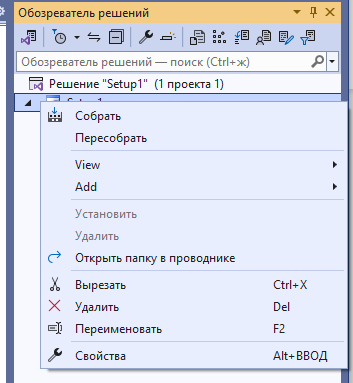 Обозреватель решений
Обозреватель решений — поиск (Ctrl+ж)
Решение "Setup1" (1 проекта 1)
Setup1
Собрать
Пересобрать
View
Add
Установить
Удалить
Открыть папку в проводнике
Вырезать Ctrl+X
Удалить Del
Переименовать F2
Свойства Alt+ВВОД